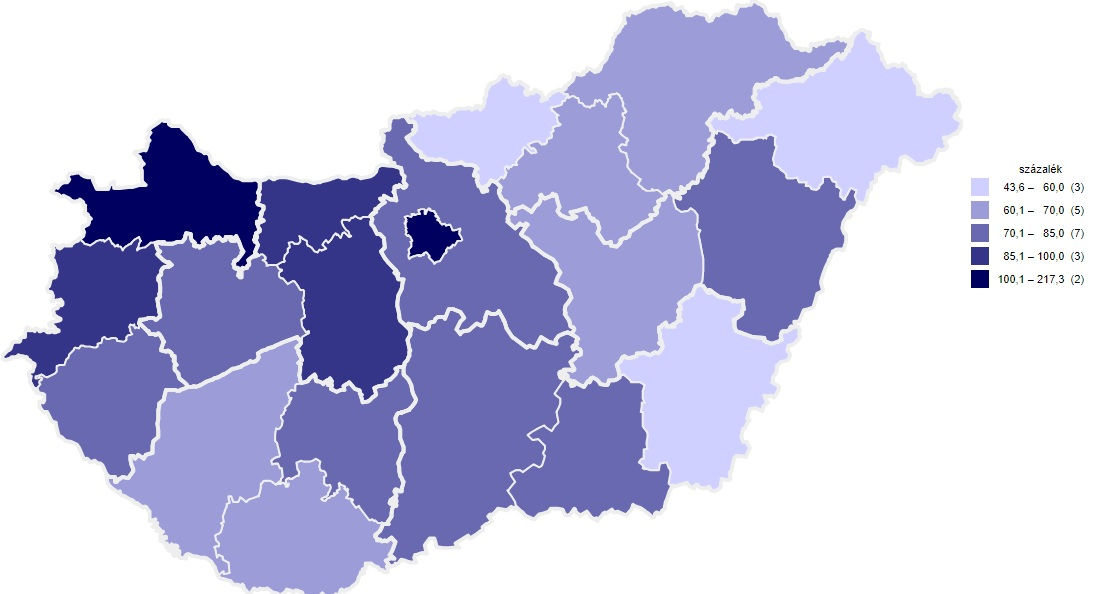 százalék
43,6 – 60,0 (3)
60,1 – 70,0 (5)
70,1 – 85,0 (7)
85,1 – 100,0 (3)
100,1 – 217,3 (2)